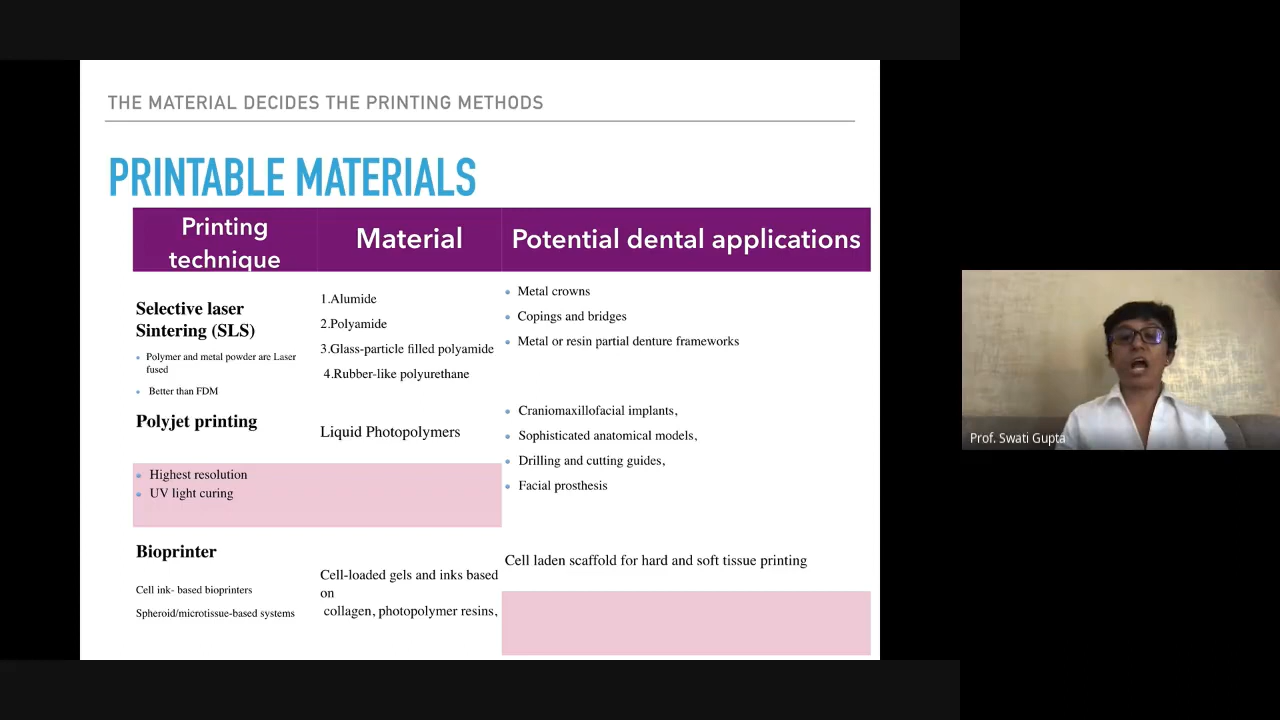 THE MATERIAL DECIDES THE PRINTING METHODS
PRINTABLE MATERIALS
Printing
technique
Material
Potential dental applications
Selective laser
Sintering (SLS)
Polymer and metal powder are Laser
fused
Better than FDM
1.Alumide
2.Polyamide
3.Glass-particle filled polyamide
4.Rubber-like polyurethane
Metal crowns
Copings and bridges
Metal or resin partial denture frameworks
Polyjet printing
Highest resolution
UV light curing
Liquid Photopolymers
Craniomaxillofacial implants,
Sophisticated anatomical models,
Drilling and cutting guides,
Facial prosthesis
Bioprinter
Cell ink- based bioprinters
Spheroid/microtissue-based systems
Cell-loaded gels and inks based
on
collagen, photopolymer resins,
Cell laden scaffold for hard and soft tissue printing
Prof. Swati Gupta